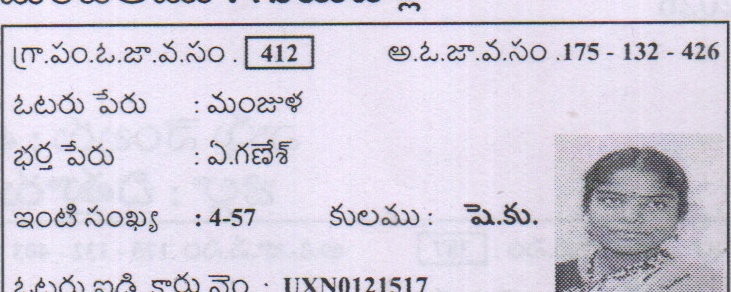 గ్రా.పం.ఓ.జా.వ.సం . 412 అ.ఓ.జా.వ.సం .175 - 132 - 426
ఓటరు పేరు : మంజుళ
భర్త పేరు : ఏ.గణేశ్
ఇంటి సంఖ్య : 4-57 కులము : షె.కు.
ఓటరు ఐడి కార్డు నెం : UXN0121517